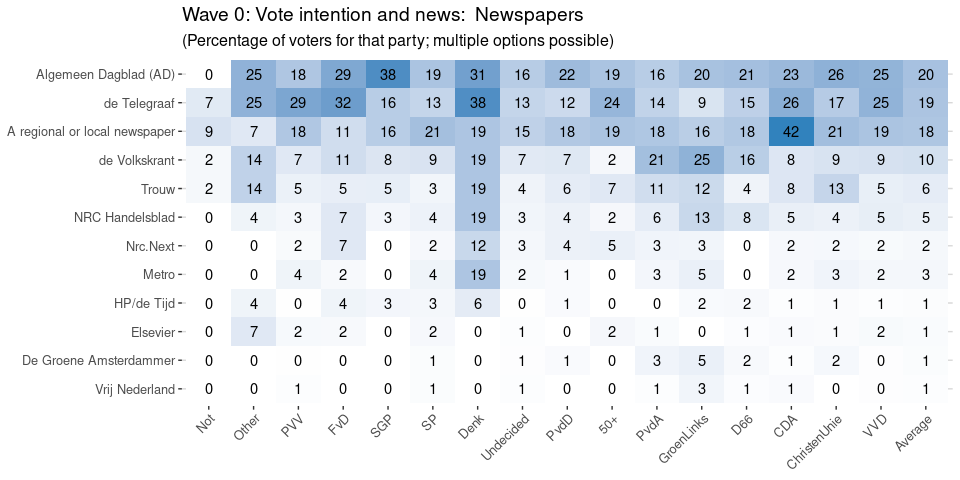 Wave 0: Vote intention and news:  Newspapers
(Percentage of voters for that party; multiple options possible)
Algemeen Dagblad (AD) 0 25 18 29 38 19 31 16 22 19 16 20 21 23 26 25 20
de Telegraaf 7 25 29 32 16 13 38 13 12 24 14 9 15 26 17 25 19
A regional or local newspaper 9 7 18 11 16 21 19 15 18 19 18 16 18 42 21 19 18
de Volkskrant 2 14 7 11 8 9 19 7 7 2 21 25 16 8 9 9 10
Trouw 2 14 5 5 5 3 19 4 6 7 11 12 4 8 13 5 6
NRC Handelsblad 0 4 3 7 3 4 19 3 4 2 6 13 8 5 4 5 5
Nrc.Next 0 0 2 7 0 2 12 3 4 5 3 3 0 2 2 2 2
Metro 0 0 4 2 0 4 19 2 1 0 3 5 0 2 3 2 3
HP/de Tijd 0 4 0 4 3 3 6 0 1 0 0 2 2 1 1 1 1
Elsevier 0 7 2 2 0 2 0 1 0 2 1 0 1 1 1 2 1
De Groene Amsterdammer 0 0 0 0 0 1 0 1 1 0 3 5 2 1 2 0 1
Vrij Nederland 0 0 1 0 0 1 0 1 0 0 1 3 1 1 0 0 1
Not Other PVV FvD SGP SP Denk Undecided PvdD 50+ PvdA GroenLinks D66 CDA ChristenUnie VVD Average